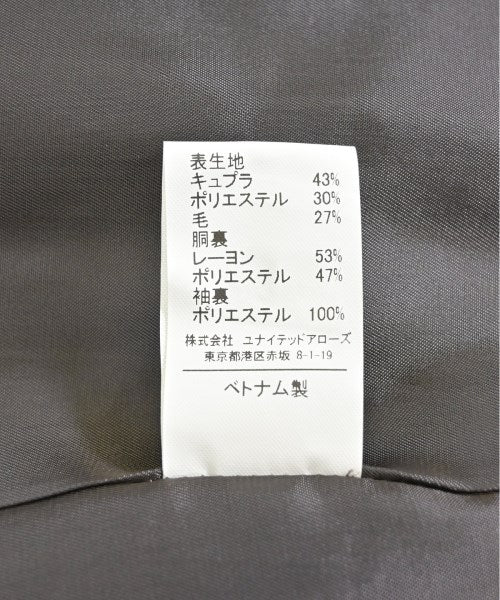 表生地
キュプラ 43%
ポリエステル 30%
毛 27%
胴裏
レーヨン 53%
ポリエステル 47%
袖裏
ポリエステル 100%
株式会社 ユナイテッドアローズ
東京都港区赤坂 8-1-19
ベトナム製